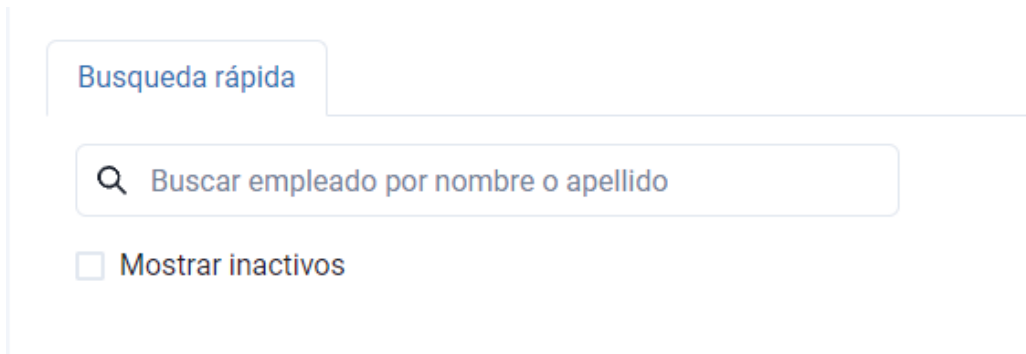 Busqueda rápida
Buscar empleado por nombre o apellido
Mostrar inactivos